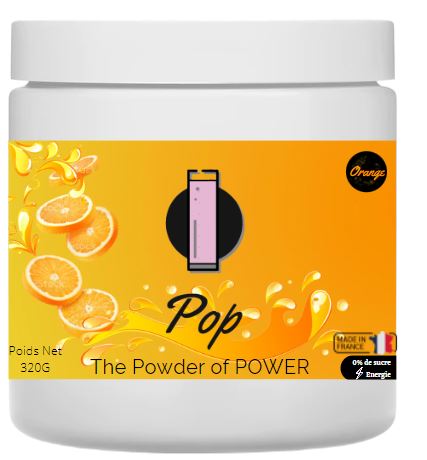 Orange
Pop
MADE IN
FRANCE
Poids Net
320G
The Powder of POWER
0% de sucre
Energie